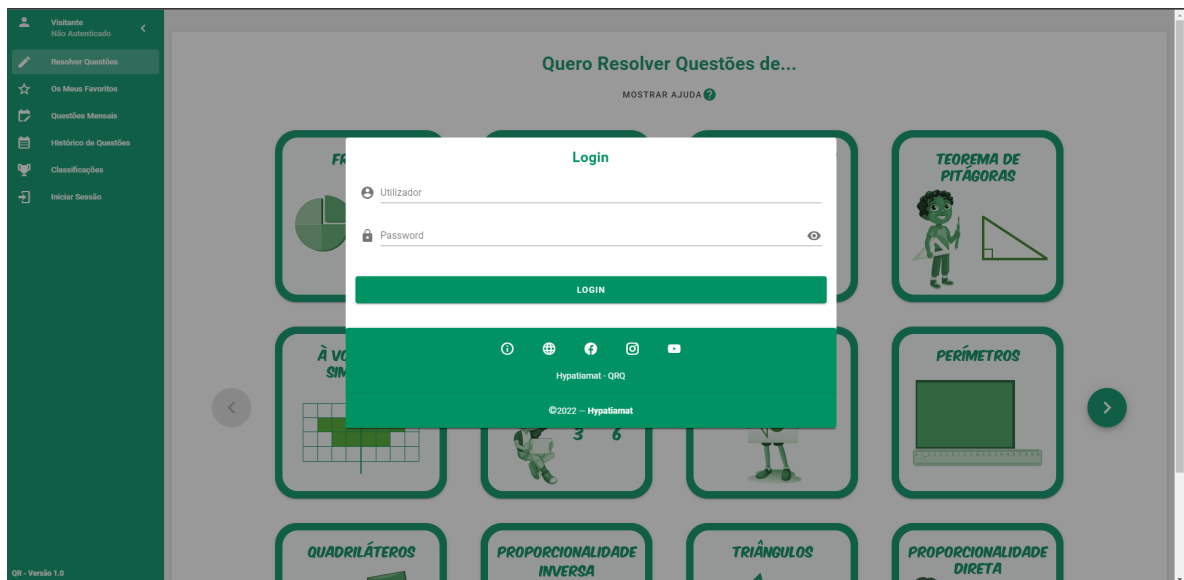 Visitante
Não Autenticado
Resolver Questões
Os Meus Favoritos
Questões Mensais
Histórico de Questões
Classificações
Iniciar Sessão
QR - Versão 1.0
Quero Resolver Questões de...
MOSTRAR AJUDA
TEOREMA DE
PITÁGORAS
Login
Utilizador
Password
LOGIN
Hypatiamat - QRQ
©2022 — Hypatiamat
PERÍMETROS
3 6
QUADRILÁTEROS
PROPORCIONALIDADE
INVERSA
TRIÂNGULOS
PROPORCIONALIDADE
DIRETA